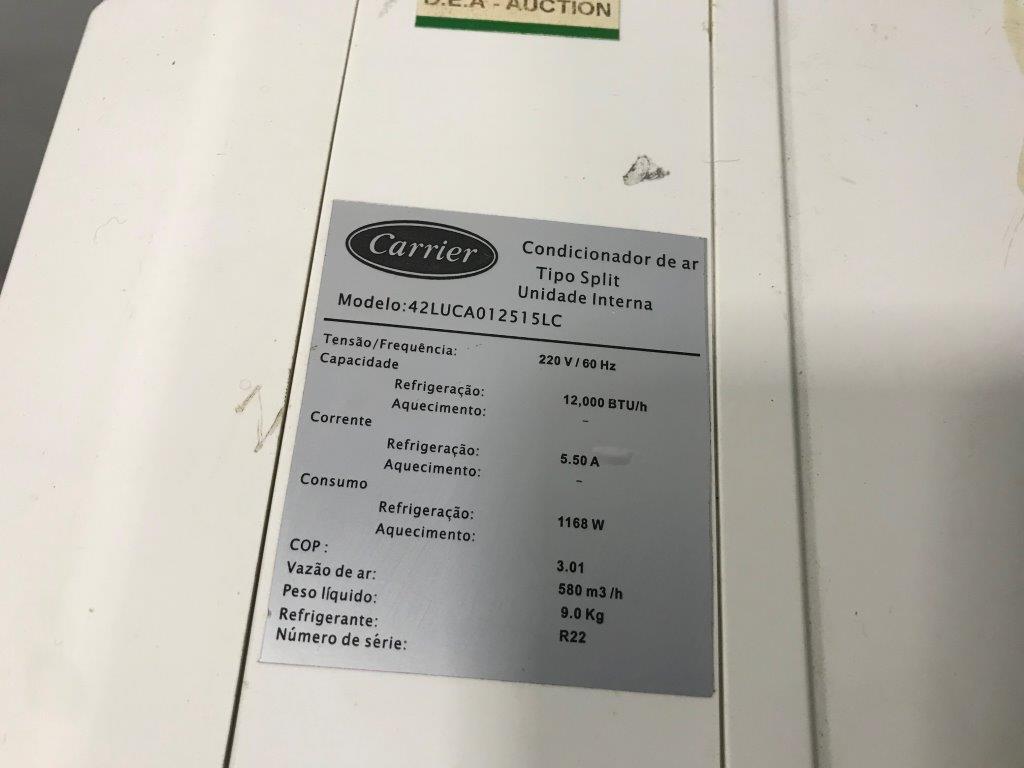 D.E.A - AUCTION
Carrier
Condicionador de ar
Tipo Split
Unidade Interna
Modelo:42LUCA012515LC
Tensão/Frequência: 220 V / 60 Hz
Capacidade
Refrigeração: 12,000 BTU/h
Aquecimento: –
Corrente
Refrigeração: 5.50 A
Aquecimento: –
Consumo
Refrigeração: 1168 W
Aquecimento:
COP : 3.01
Vazão de ar: 580 m3 /h
Peso líquido: 9.0 Kg
Refrigerante: R22
Número de série: